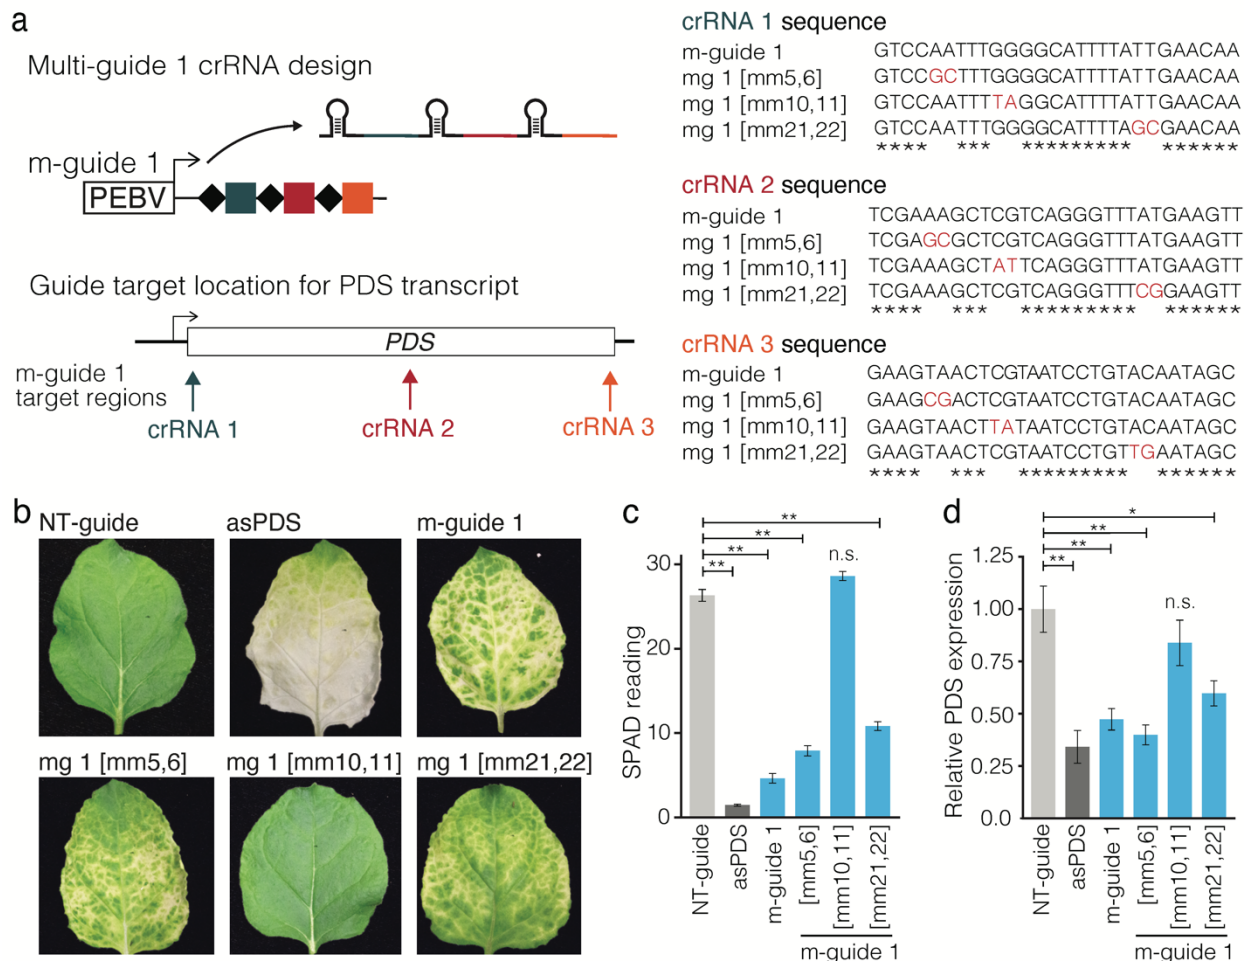 a
Multi-guide 1 crRNA design
m-guide 1
PEBV
Guide target location for PDS transcript
PDS
m-guide 1
target regions
crRNA 1
crRNA 2
crRNA 3
crRNA 1 sequence
m-guide 1 GTCCAATTTGGGGCATTTTATTGAACAA
mg 1 [mm5,6] GTCCGCTTTGGGGCATTTTATTGAACAA
mg 1 [mm10,11] GTCCAATTTTAGGCATTTTATTGAACAA
mg 1 [mm21,22] GTCCAATTTGGGGCATTTTAGCGAACAA
**** *** ********* ******
crRNA 2 sequence
m-guide 1 TCGAAAGCTCGTCAGGGTTTATGAAGTT
mg 1 [mm5,6] TCGAGCGCTCGTCAGGGTTTATGAAGTT
mg 1 [mm10,11] TCGAAAGCTATTCAGGGTTTATGAAGTT
mg 1 [mm21,22] TCGAAAGCTCGTCAGGGTTTCGGAAGTT
**** *** ********* ******
crRNA 3 sequence
m-guide 1 GAAGTAACTCGTAATCCTGTACAATAGC
mg 1 [mm5,6] GAAGCGACTCGTAATCCTGTACAATAGC
mg 1 [mm10,11] GAAGTAACTTATAATCCTGTACAATAGC
mg 1 [mm21,22] GAAGTAACTCGTAATCCTGTTGAATAGC
**** *** ********* ******
b
NT-guide
asPDS
m-guide 1
mg 1 [mm5,6]
mg 1 [mm10,11]
mg 1 [mm21,22]
c
**
**
**
**
n.s.
SPAD reading
30
20
10
0
NT-guide
asPDS
m-guide 1
[mm5,6]
[mm10,11]
[mm21,22]
m-guide 1
d
*
**
**
**
n.s.
Relative PDS expression
1.25
1.00
0.75
0.50
0.25
0.0
NT-guide
asPDS
m-guide 1
[mm5,6]
[mm10,11]
[mm21,22]
m-guide 1